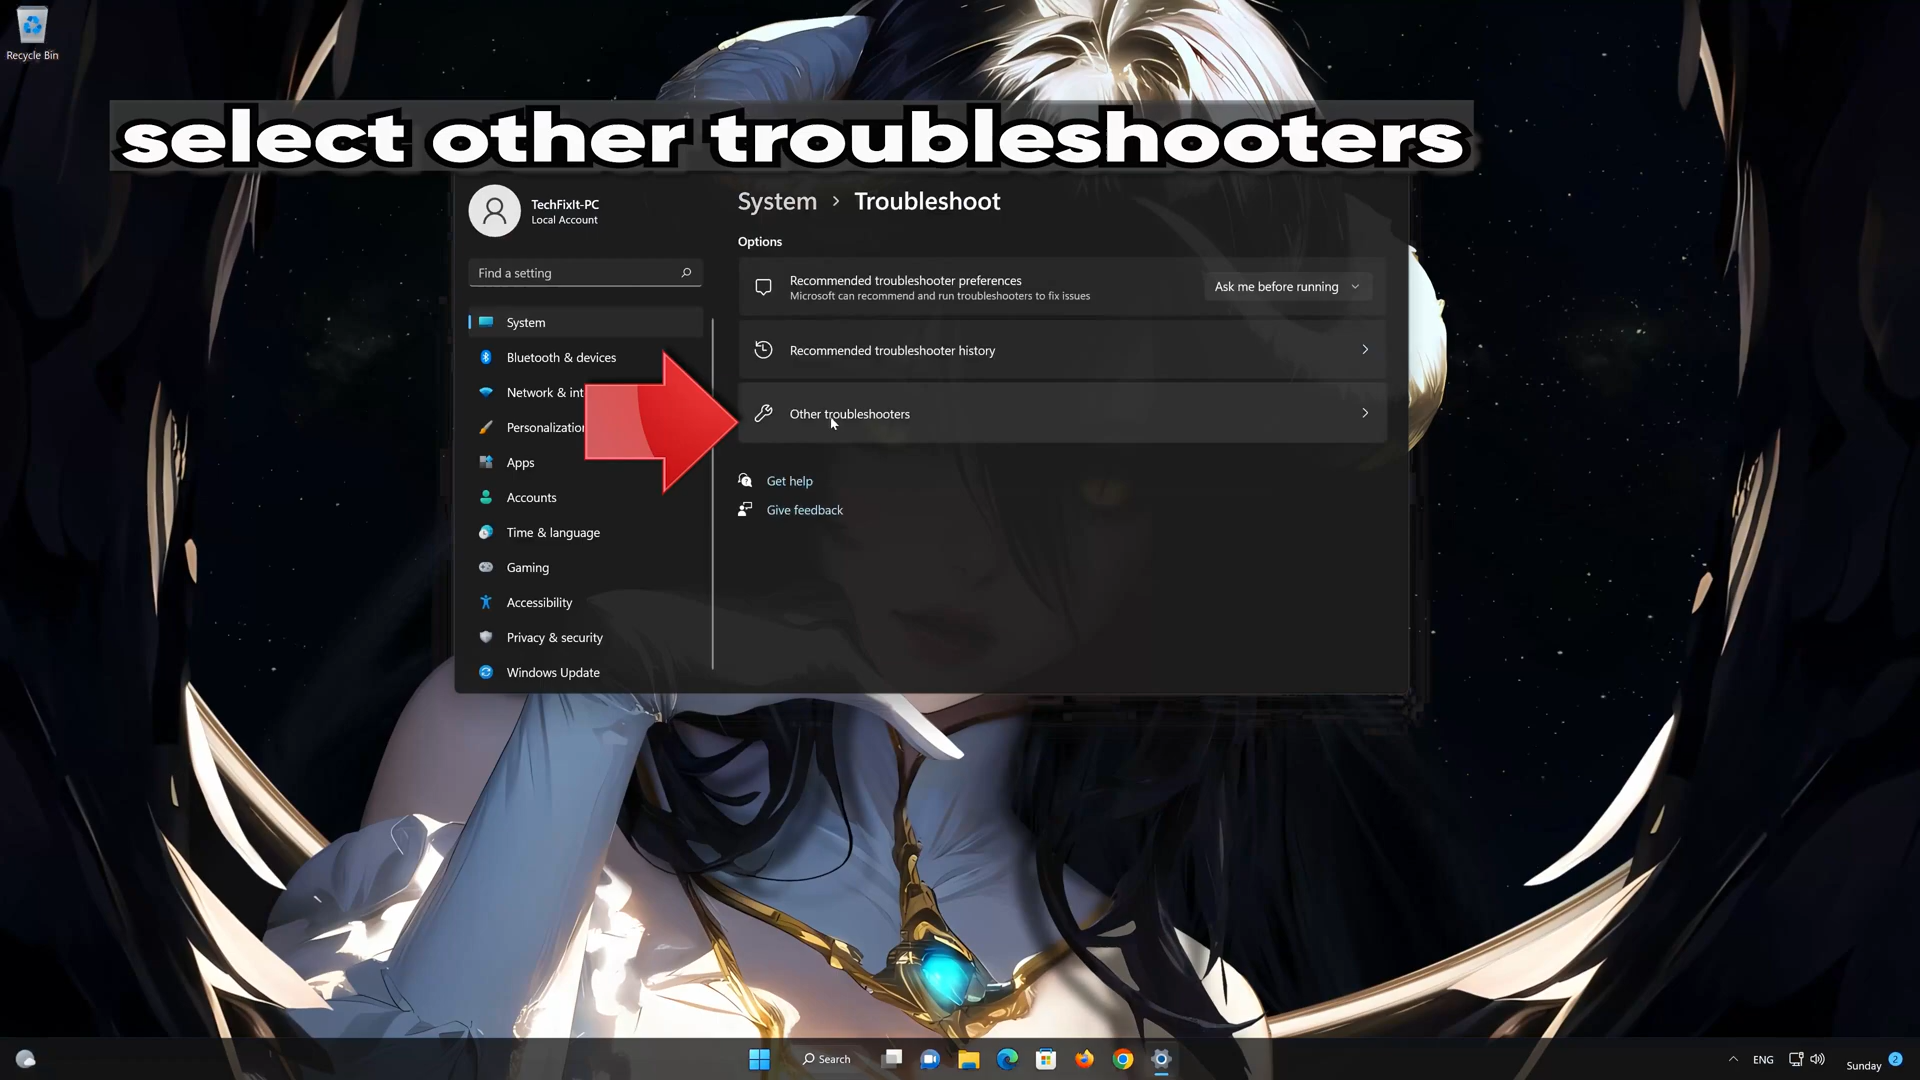 Recycle Bin
select other troubleshooters
TechFixIt-PC
Local Account
System > Troubleshoot
Options
Find a setting
Recommended troubleshooter preferences
Microsoft can recommend and run troubleshooters to fix issues
Ask me before running
System
Recommended troubleshooter history
Bluetooth & devices
Network & int
Other troubleshooters
Personalization
Apps
Get help
Accounts
Give feedback
Time & language
Gaming
Accessibility
Privacy & security
Windows Update
Search
ENG
Sunday
2